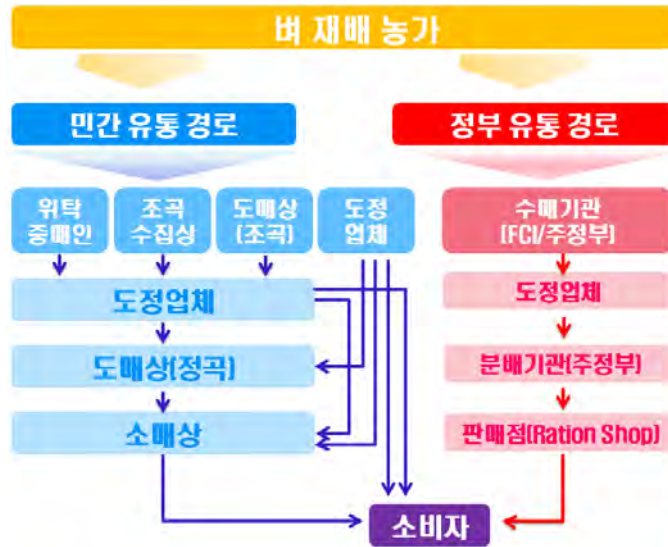 벼 재배 농가
민간 유통 경로
정부 유통 경로
위탁
중매인
조곡
수집상
도매상
(조곡)
도정
업체
수매기관
(FCI/주정부)
도정업체
도정업체
도매상(정곡)
분배기관(주정부)
소매상
판매점(Ration Shop)
소비자